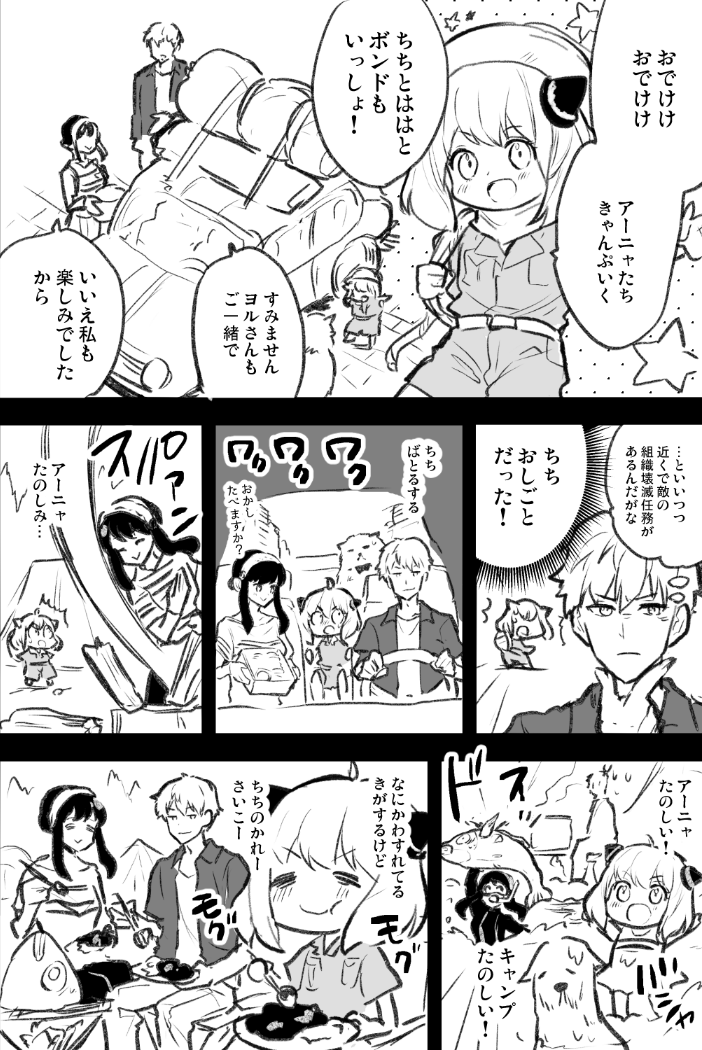 おでけけ
おでけけ
アーニャたち
きゃんぷいく
ちちとははと
ボンドも
いっしょ！
すみません
ヨルさんも
ご一緒で
いいえ私も
楽しみでした
から
…といいつつ
近くで敵の
組織壊滅任務が
あるんだがな
ちち
おしごと
だった！
ちち
ばとるする
ワク
ワク
ワク
おかし
たべますか？
ズパ
ァァン
アーニャ
たのしみ…
アーニャ
たのしい！
ドス
キャンプ
たのしい！
なにかわすれてる
きがするけど
ちちのかれー
さいこー
モグ
モグ